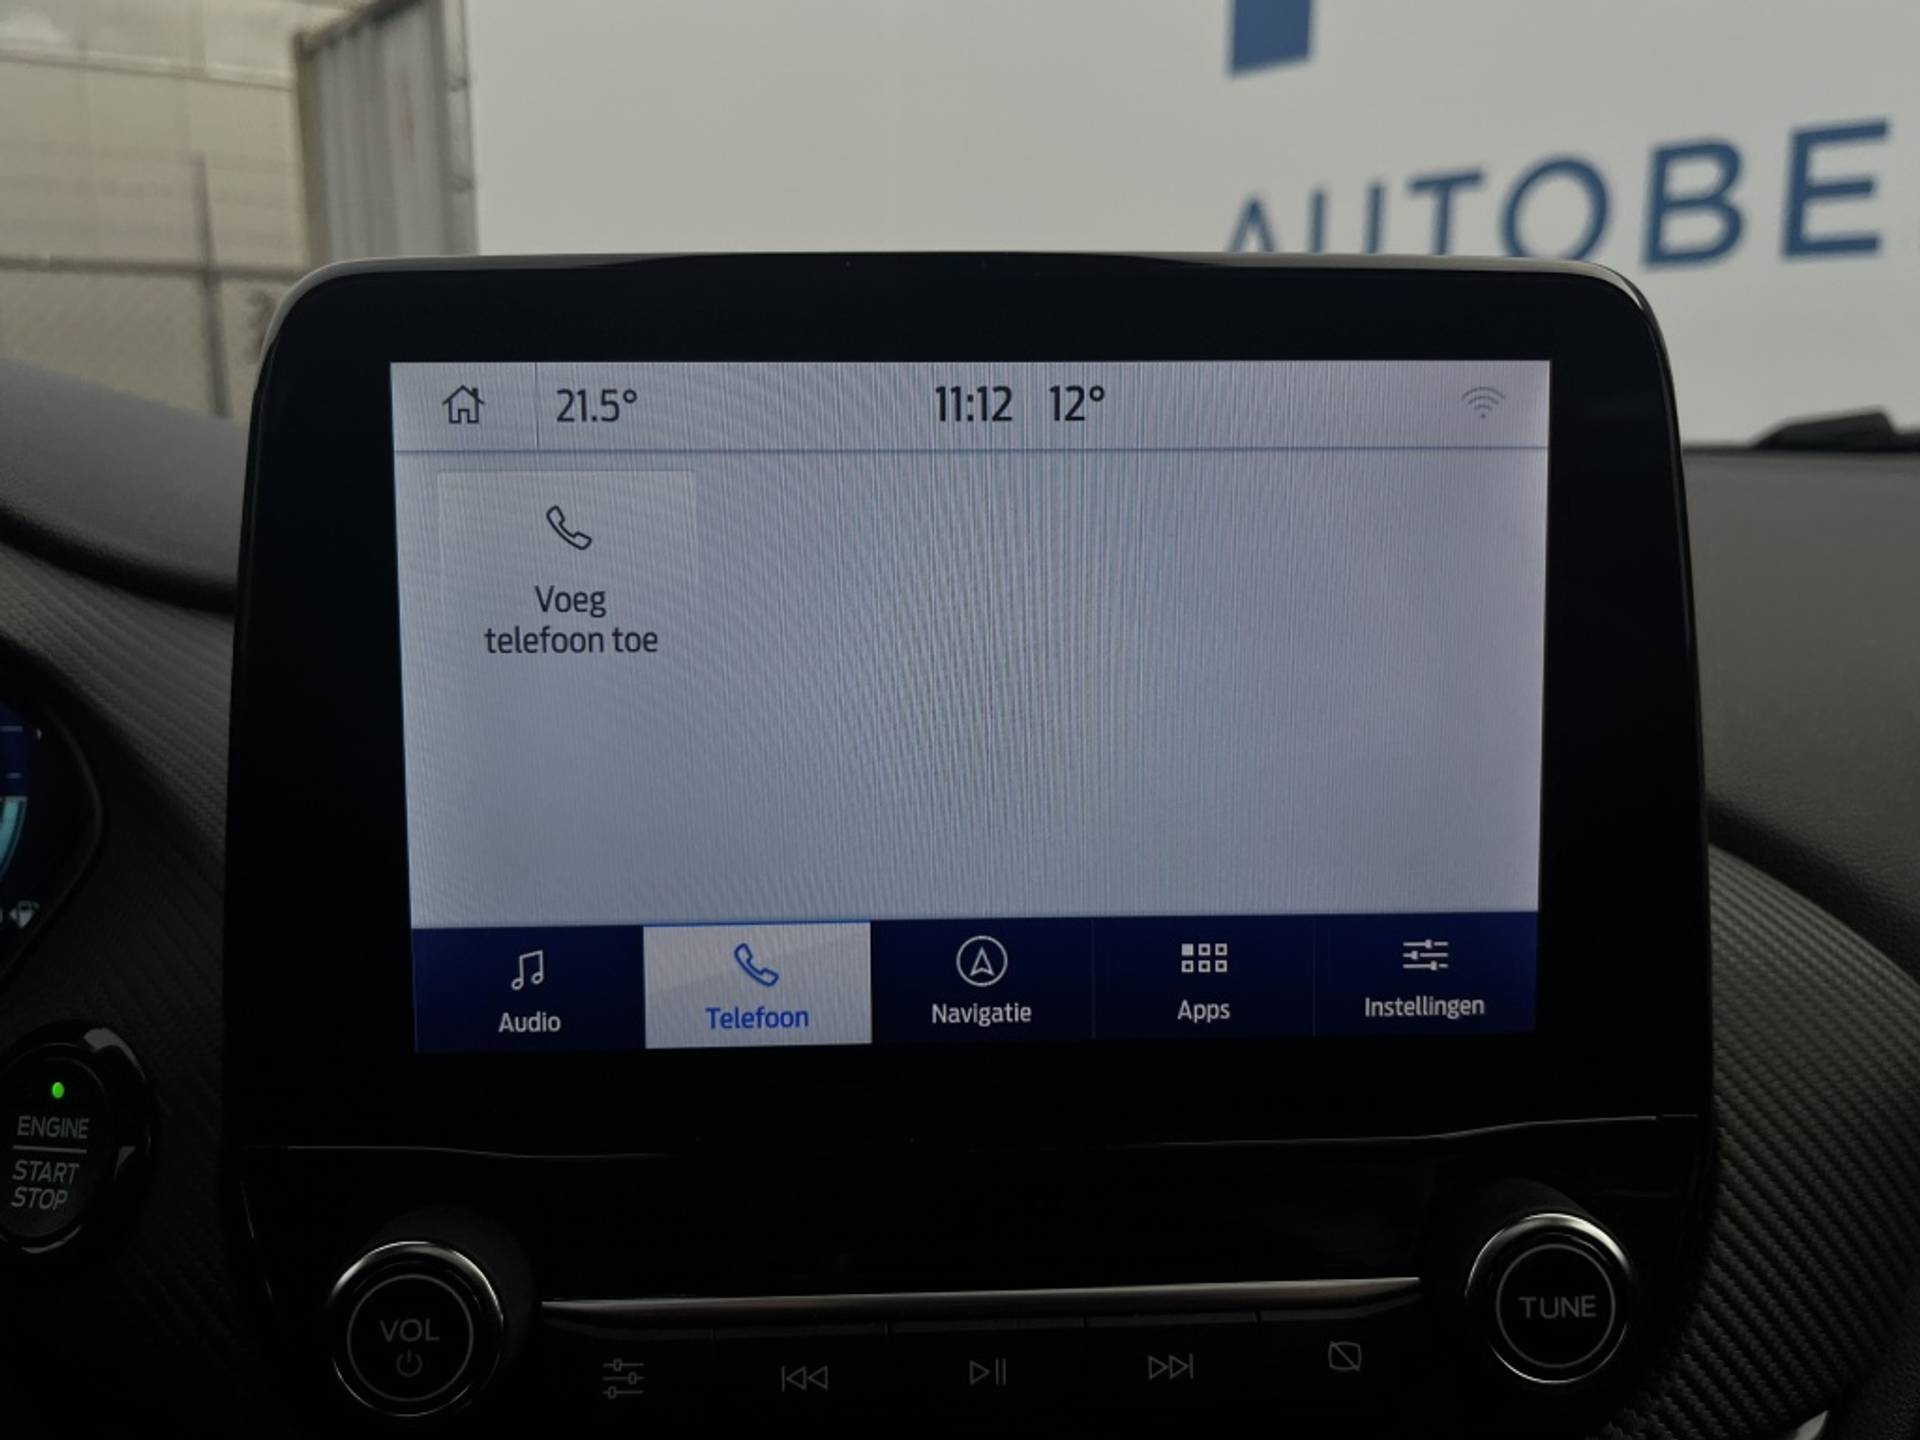 AUTOBE
21.5°
11:12 12°
Voeg
telefoon toe
Audio
Telefoon
Navigatie
Apps
Instellingen
ENGINE
START
STOP
VOL
TUNE